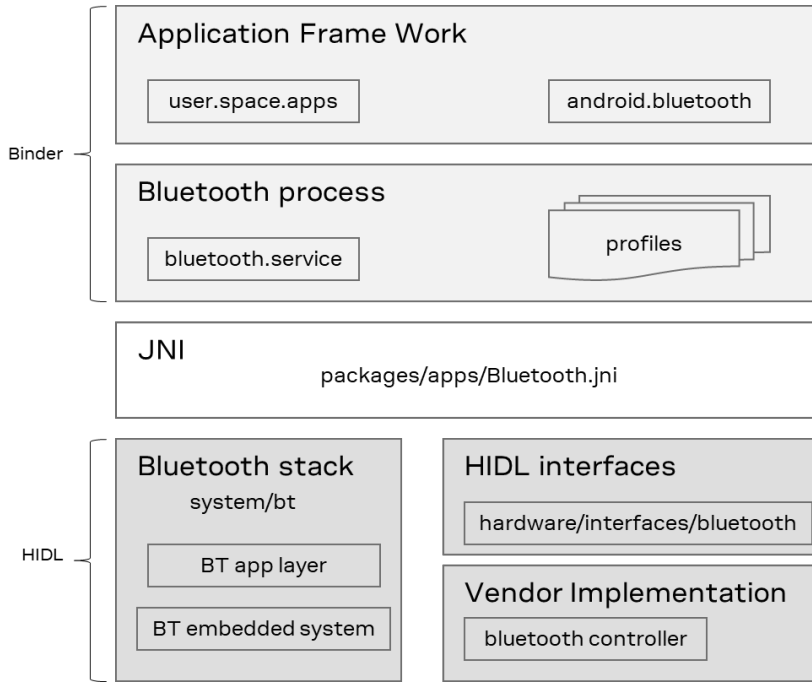 Application Frame Work
user.space.apps
android.bluetooth
Binder
Bluetooth process
bluetooth.service
profiles
JNI
packages/apps/Bluetooth.jni
Bluetooth stack
system/bt
BT app layer
BT embedded system
HIDL
HIDL interfaces
hardware/interfaces/bluetooth
Vendor Implementation
bluetooth controller